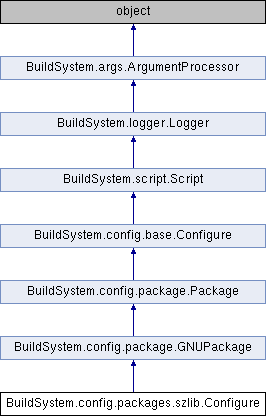 object
BuildSystem.args.ArgumentProcessor
BuildSystem.logger.Logger
BuildSystem.script.Script
BuildSystem.config.base.Configure
BuildSystem.config.package.Package
BuildSystem.config.package.GNUPackage
BuildSystem.config.packages.szlib.Configure